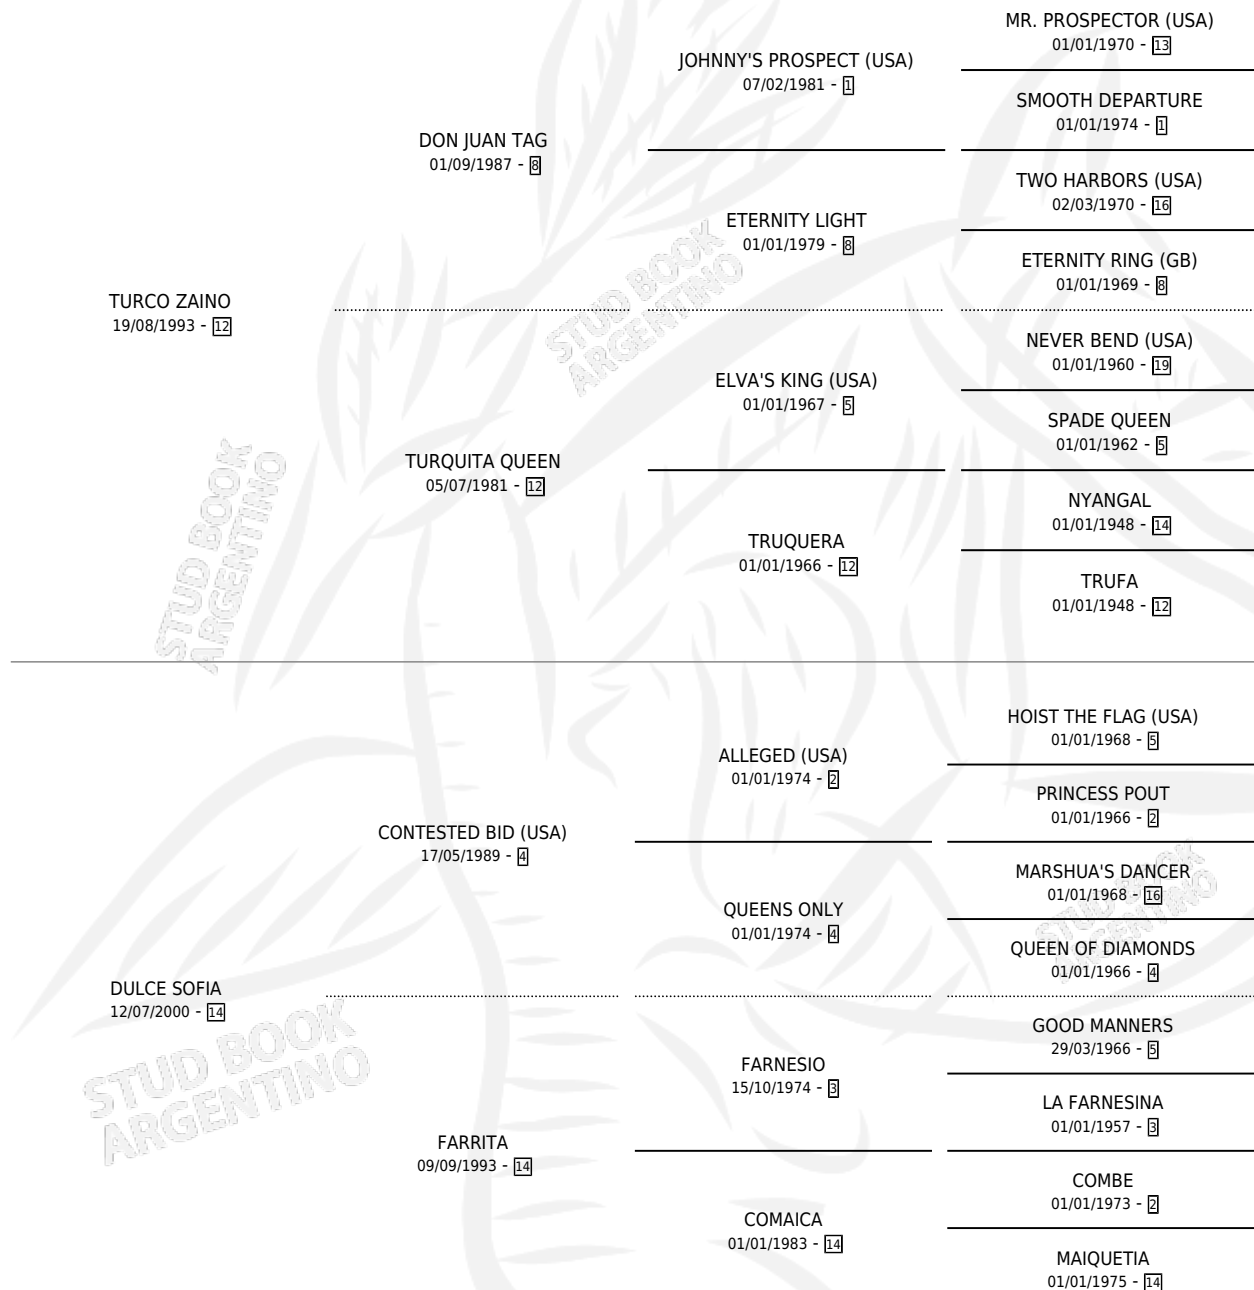 MR. PROSPECTOR (USA)
01/01/1970 - 13
JOHNNY'S PROSPECT (USA)
07/02/1981 - 1
SMOOTH DEPARTURE
01/01/1974 - 1
DON JUAN TAG
01/09/1987 - 8
TWO HARBORS (USA)
02/03/1970 - 16
ETERNITY LIGHT
01/01/1979 - 8
ETERNITY RING (GB)
01/01/1969 - 8
TURCO ZAINO
19/08/1993 - 12
NEVER BEND (USA)
01/01/1960 - 19
ELVA'S KING (USA)
01/01/1967 - 5
SPADE QUEEN
01/01/1962 - 5
TURQUITA QUEEN
05/07/1981 - 12
NYANGAL
01/01/1948 - 14
TRUQUERA
01/01/1966 - 12
TRUFA
01/01/1948 - 12
HOIST THE FLAG (USA)
01/01/1968 - 5
ALLEGED (USA)
01/01/1974 - 2
PRINCESS POUT
01/01/1966 - 2
CONTESTED BID (USA)
17/05/1989 - 4
MARSHUA'S DANCER
01/01/1968 - 16
QUEENS ONLY
01/01/1974 - 4
QUEEN OF DIAMONDS
01/01/1966 - 4
DULCE SOFIA
12/07/2000 - 14
GOOD MANNERS
29/03/1966 - 5
FARNESIO
15/10/1974 - 3
LA FARNESINA
01/01/1957 - 3
FARRITA
09/09/1993 - 14
COMBE
01/01/1973 - 2
COMAICA
01/01/1983 - 14
MAIQUETIA
01/01/1975 - 14
STUD BOOK
ARGENTINO
STUD BOOK
ARGENTINO
STUD BOOK
ARGENTINO
STUD BOOK
ARGENTINO